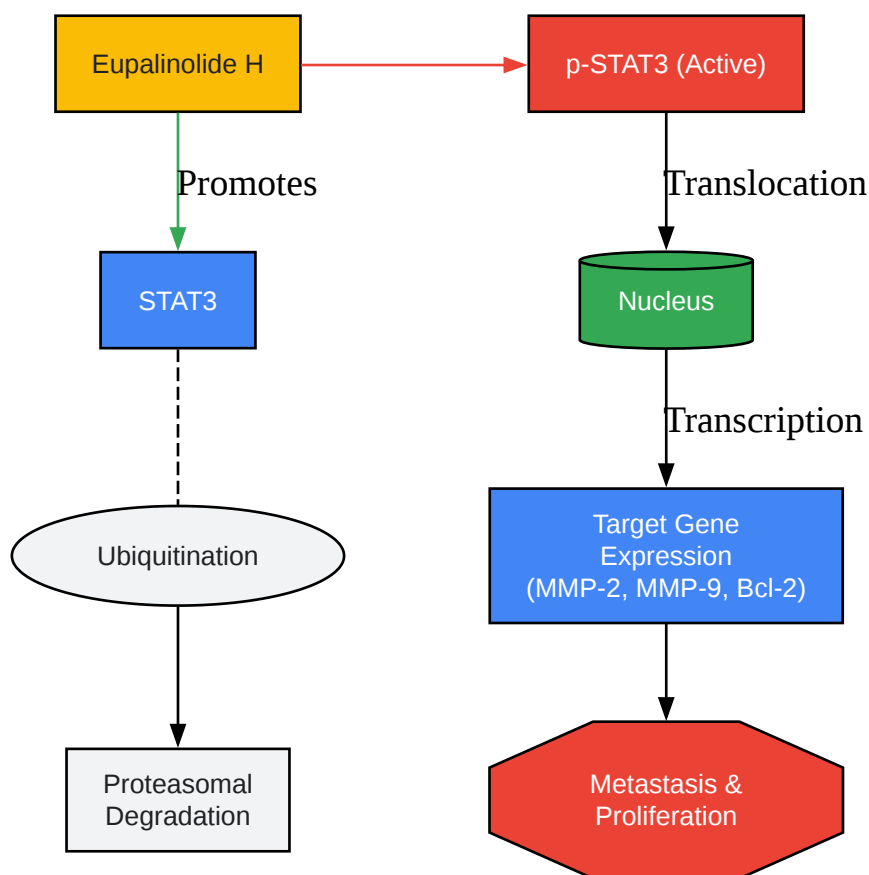 Eupalinolide H
p-STAT3 (Active)
Promotes
Translocation
STAT3
Nucleus
Transcription
Ubiquitination
Target Gene
Expression
(MMP-2, MMP-9, Bcl-2)
Proteasomal
Degradation
Metastasis &
Proliferation